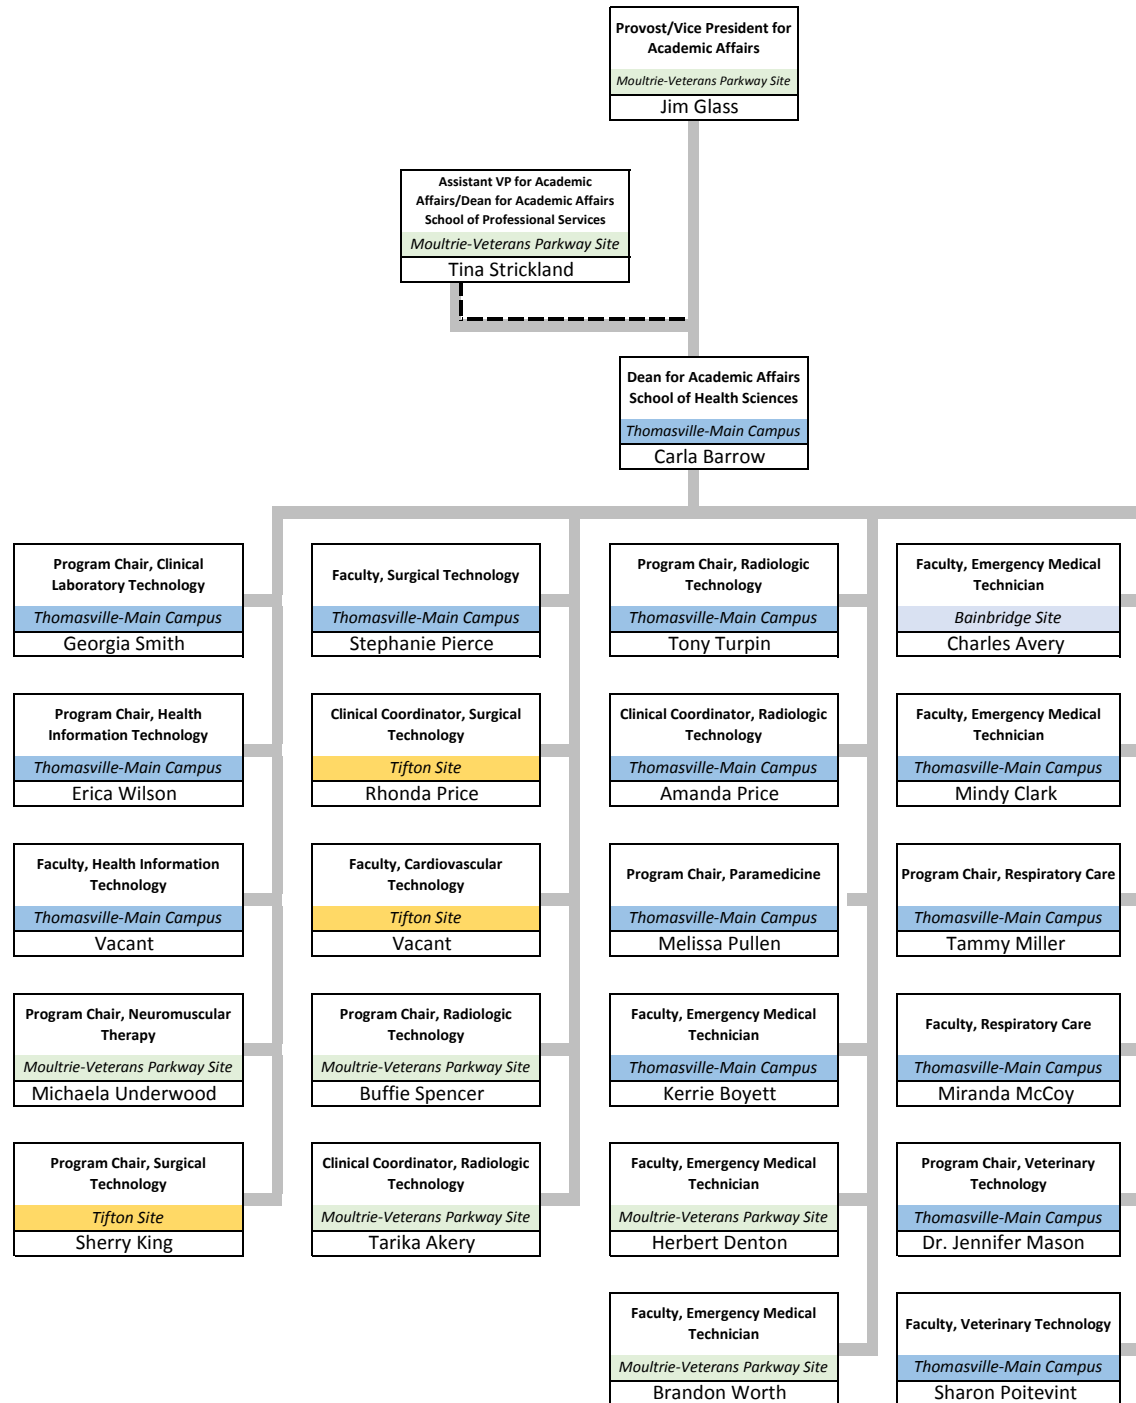 Provost/Vice President for
Academic Affairs
Moultrie-Veterans Parkway Site
Jim Glass
Assistant VP for Academic
Affairs/Dean for Academic Affairs
School of Professional Services
Moultrie-Veterans Parkway Site
Tina Strickland
Dean for Academic Affairs
School of Health Sciences
Thomasville-Main Campus
Carla Barrow
Program Chair, Clinical
Laboratory Technology
Thomasville-Main Campus
Georgia Smith
Faculty, Surgical Technology
Thomasville-Main Campus
Stephanie Pierce
Program Chair, Radiologic
Technology
Thomasville-Main Campus
Tony Turpin
Faculty, Emergency Medical
Technician
Bainbridge Site
Charles Avery
Program Chair, Health
Information Technology
Thomasville-Main Campus
Erica Wilson
Clinical Coordinator, Surgical
Technology
Tifton Site
Rhonda Price
Clinical Coordinator, Radiologic
Technology
Thomasville-Main Campus
Amanda Price
Faculty, Emergency Medical
Technician
Thomasville-Main Campus
Mindy Clark
Faculty, Health Information
Technology
Thomasville-Main Campus
Vacant
Faculty, Cardiovascular
Technology
Tifton Site
Vacant
Program Chair, Paramedicine
Thomasville-Main Campus
Melissa Pullen
Program Chair, Respiratory Care
Thomasville-Main Campus
Tammy Miller
Program Chair, Neuromuscular
Therapy
Moultrie-Veterans Parkway Site
Michaela Underwood
Program Chair, Radiologic
Technology
Moultrie-Veterans Parkway Site
Buffie Spencer
Faculty, Emergency Medical
Technician
Thomasville-Main Campus
Kerrie Boyett
Faculty, Respiratory Care
Thomasville-Main Campus
Miranda McCoy
Program Chair, Surgical
Technology
Tifton Site
Sherry King
Clinical Coordinator, Radiologic
Technology
Moultrie-Veterans Parkway Site
Tarika Akery
Faculty, Emergency Medical
Technician
Moultrie-Veterans Parkway Site
Herbert Denton
Program Chair, Veterinary
Technology
Thomasville-Main Campus
Dr. Jennifer Mason
Faculty, Emergency Medical
Technician
Moultrie-Veterans Parkway Site
Brandon Worth
Faculty, Veterinary Technology
Thomasville-Main Campus
Sharon Poitevint